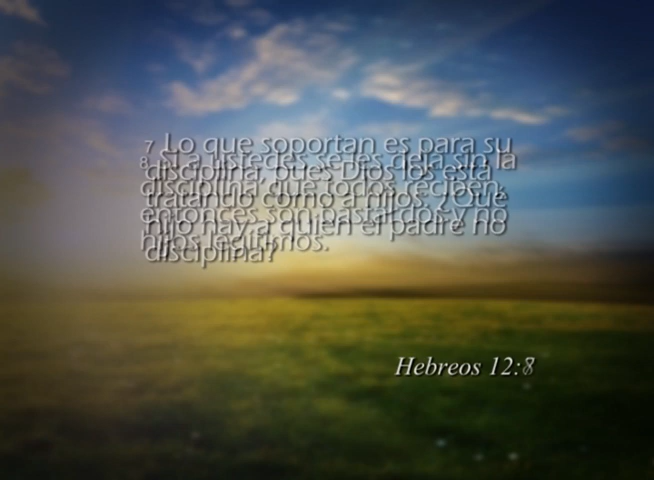 7 Lo que soportan es para su
disciplina, pues Dios los está
tratando como a hijos. ¿Qué
hijo hay a quien el padre no
disciplina?
8 Si a ustedes se les deja sin la
disciplina que todos reciben,
entonces son bastardos y no
hijos legítimos.
Hebreos 12:8